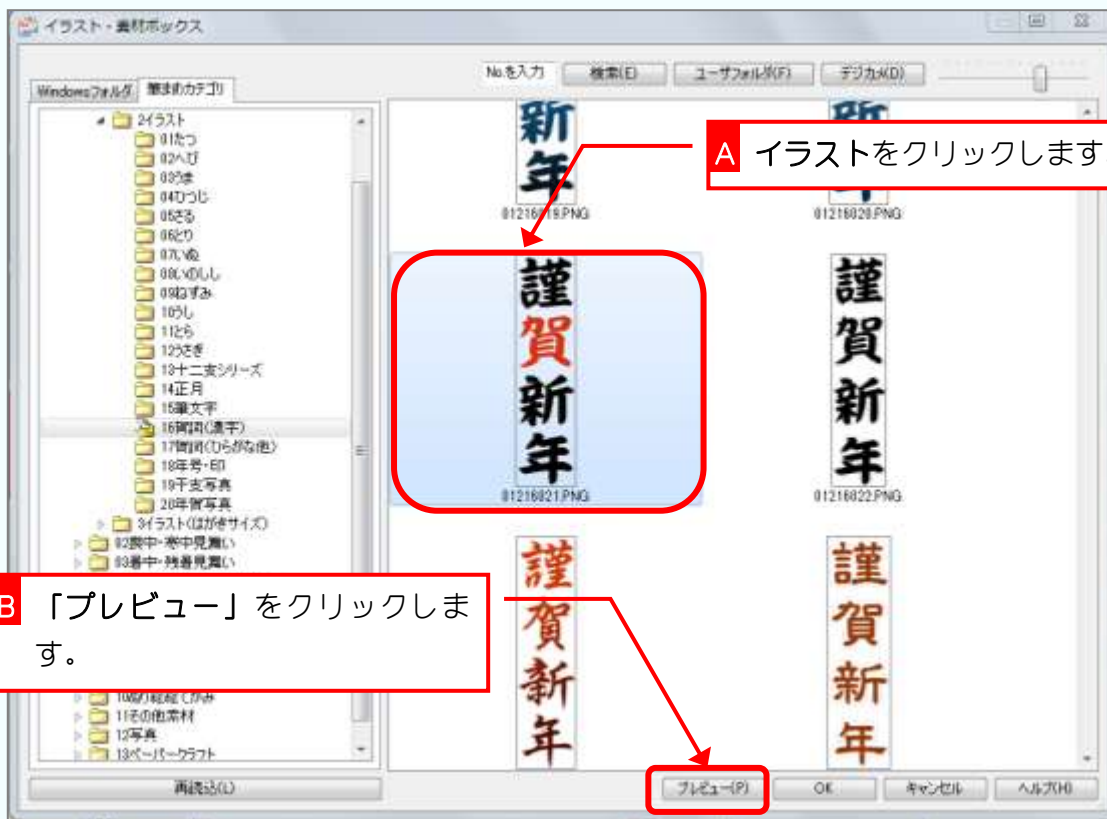 イラスト・素材ボックス
Windowsフォルダ 筆まめカテゴリ
No.を入力 検索(E) ユーザフォルダ(F) デジカメ(D)
2イラスト
01たつ
02へび
03うま
04ひつじ
05さる
06とり
07いぬ
08いのしし
09ねずみ
10うし
11とら
12うさぎ
13十二支シリーズ
14正月
15筆文字
16賀詞(漢字)
17賀詞(ひらがな他)
18年号・印
19干支写真
20年賀写真
3イラスト(はがきサイズ)
02喪中・寒中見舞い
03暑中・残暑見舞い
11その他素材
12写真
13ペーパークラフト
再読込(L)
新年
01216019.PNG
新年
01216020.PNG
A イラストをクリックします
謹賀新年
01216021.PNG
謹賀新年
01216022.PNG
謹賀新年
謹賀新年
B 「プレビュー」をクリックしま
す。
プレビュー(P) OK キャンセル ヘルプ(H)